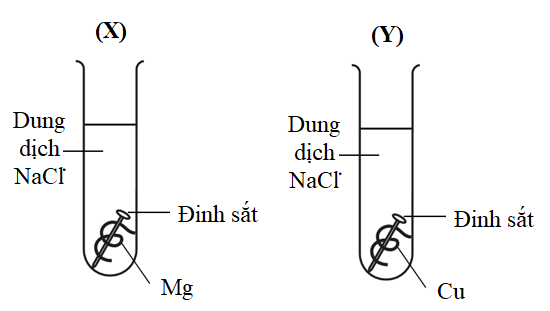 (X)
Dung
dịch
NaCl
Đinh sắt
Mg
(Y)
Dung
dịch
NaCl
Đinh sắt
Cu